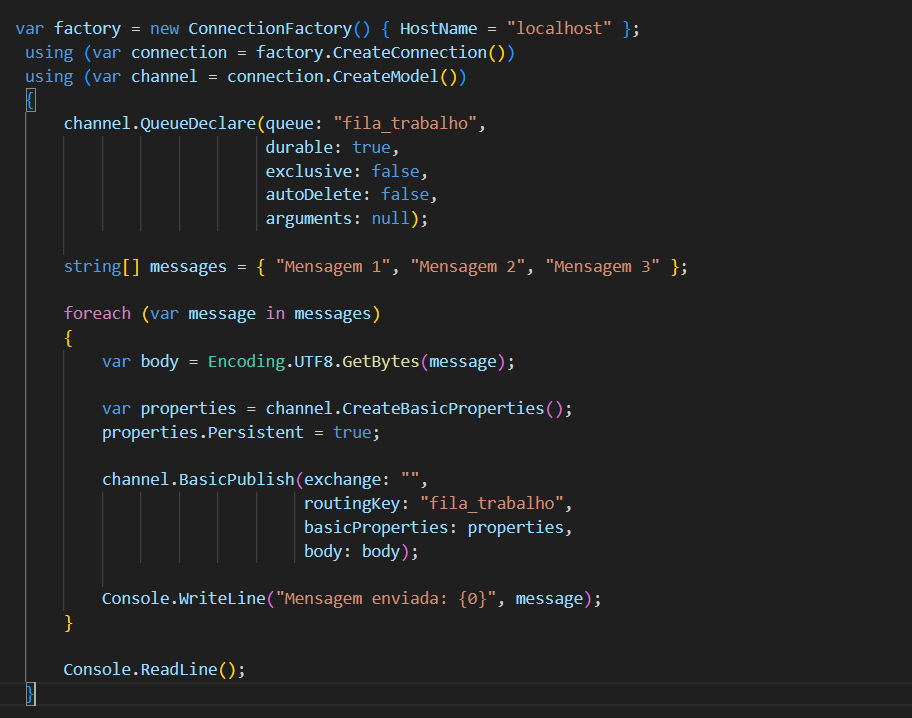 var factory = new ConnectionFactory() { HostName = "localhost" };
using (var connection = factory.CreateConnection())
using (var channel = connection.CreateModel())
{
channel.QueueDeclare(queue: "fila_trabalho",
durable: true,
exclusive: false,
autoDelete: false,
arguments: null);
string[] messages = { "Mensagem 1", "Mensagem 2", "Mensagem 3" };
foreach (var message in messages)
{
var body = Encoding.UTF8.GetBytes(message);
var properties = channel.CreateBasicProperties();
properties.Persistent = true;
channel.BasicPublish(exchange: "",
routingKey: "fila_trabalho",
basicProperties: properties,
body: body);
Console.WriteLine("Mensagem enviada: {0}", message);
}
Console.ReadLine();
}